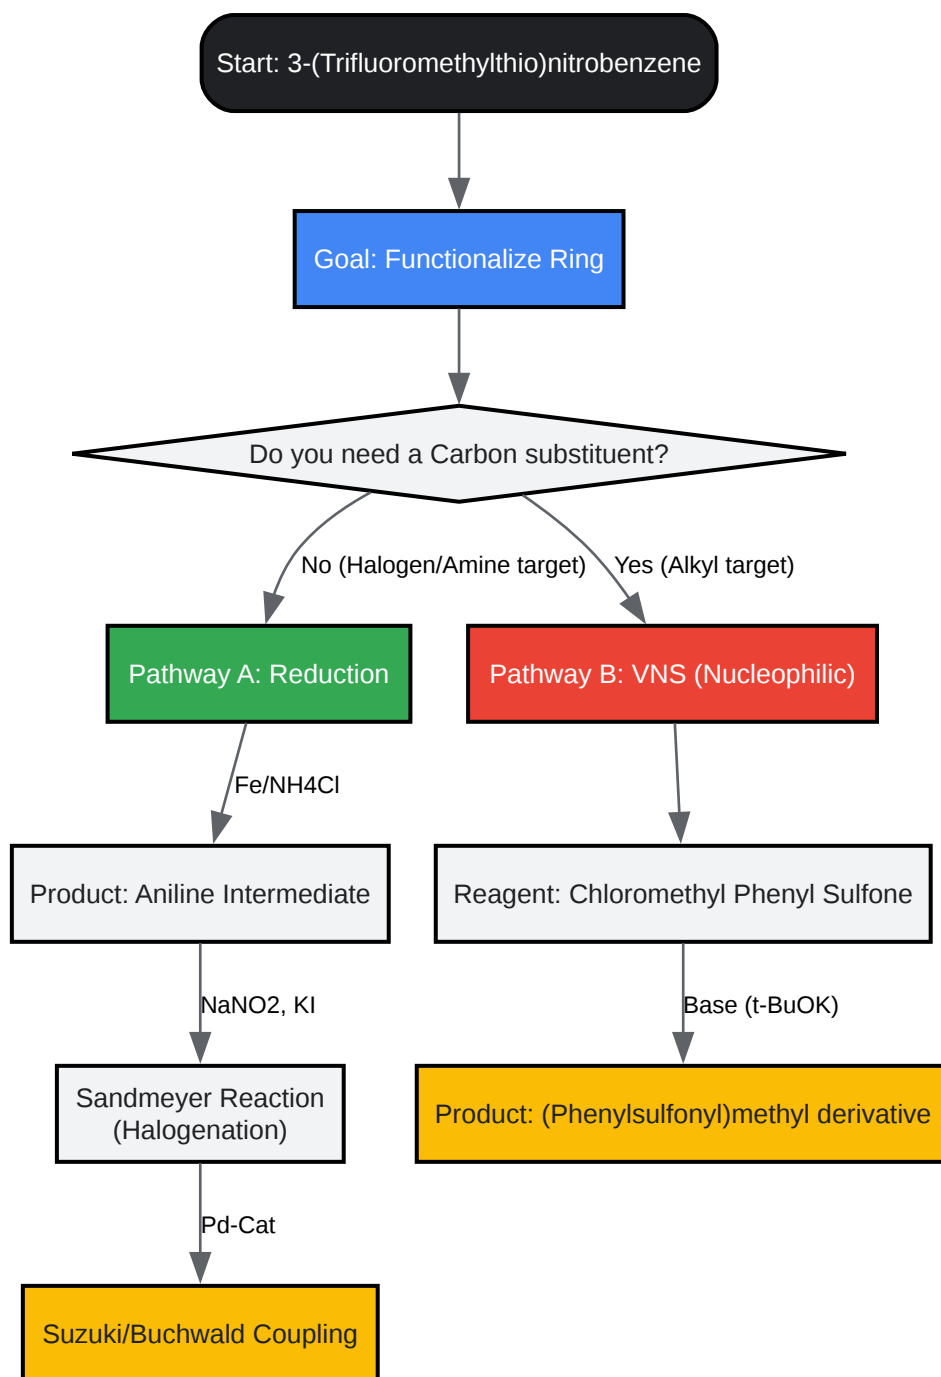 Start: 3-(Trifluoromethylthio)nitrobenzene
Goal: Functionalize Ring
Do you need a Carbon substituent?
No (Halogen/Amine target)
Yes (Alkyl target)
Pathway A: Reduction
Pathway B: VNS (Nucleophilic)
Fe/NH4Cl
Product: Aniline Intermediate
Reagent: Chloromethyl Phenyl Sulfone
NaNO2, KI
Base (t-BuOK)
Sandmeyer Reaction
(Halogenation)
Product: (Phenylsulfonyl)methyl derivative
Pd-Cat
Suzuki/Buchwald Coupling